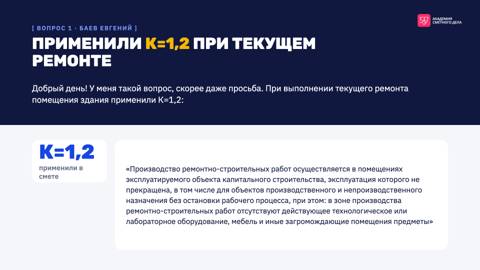 [ ВОПРОС 1 - БАЕВ ЕВГЕНИЙ ]
АКАДЕМИЯ
СМЕТНОГО ДЕЛА
ПРИМЕНИЛИ К=1,2 ПРИ ТЕКУЩЕМ
РЕМОНТЕ
Добрый день! У меня такой вопрос, скорее даже просьба. При выполнении текущего ремонта
помещения здания применили К=1,2:
К=1,2
применили в
смете
«Производство ремонтно-строительных работ осуществляется в помещениях
эксплуатируемого объекта капитального строительства, эксплуатация которого не
прекращена, в том числе для объектов производственного и непроизводственного
назначения без остановки рабочего процесса, при этом: в зоне производства
ремонтно-строительных работ отсутствуют действующее технологическое или
лабораторное оборудование, мебель и иные загромождающие помещения предметы»